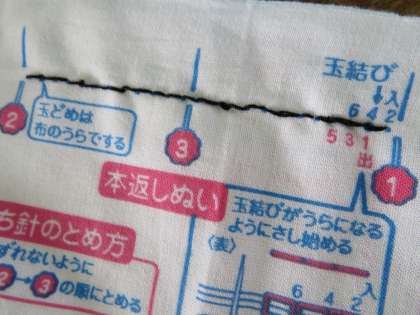 玉結び
入
6 4 2
5 3 1
出
玉どめは
布のうらでする
2
3
1
本返しぬい
玉結びがうらになる
ようにさし始める
〈表〉
6 4 2
ち針のとめ方
ずれないように
2→3の順にとめる